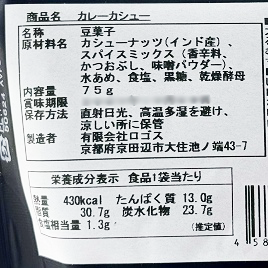 商品名 カレーカシュー
名称 豆菓子
原材料名 カシューナッツ(インド産)、
スパイスミックス(香辛料、
かつおぶし、味噌パウダー)、
水あめ、食塩、黒糖、乾燥酵母
内容量 75g
賞味期限
保存方法 直射日光、高温多湿を避け、
涼しい所に保管
製造者 有限会社ロゴス
京都府京田辺市大住池ノ端43-7
栄養成分表示 食品1袋当たり
熱量 430kcal たんぱく質 13.0g
脂質 30.7g 炭水化物 23.7g
食塩相当量 1.3g (推定値)
458